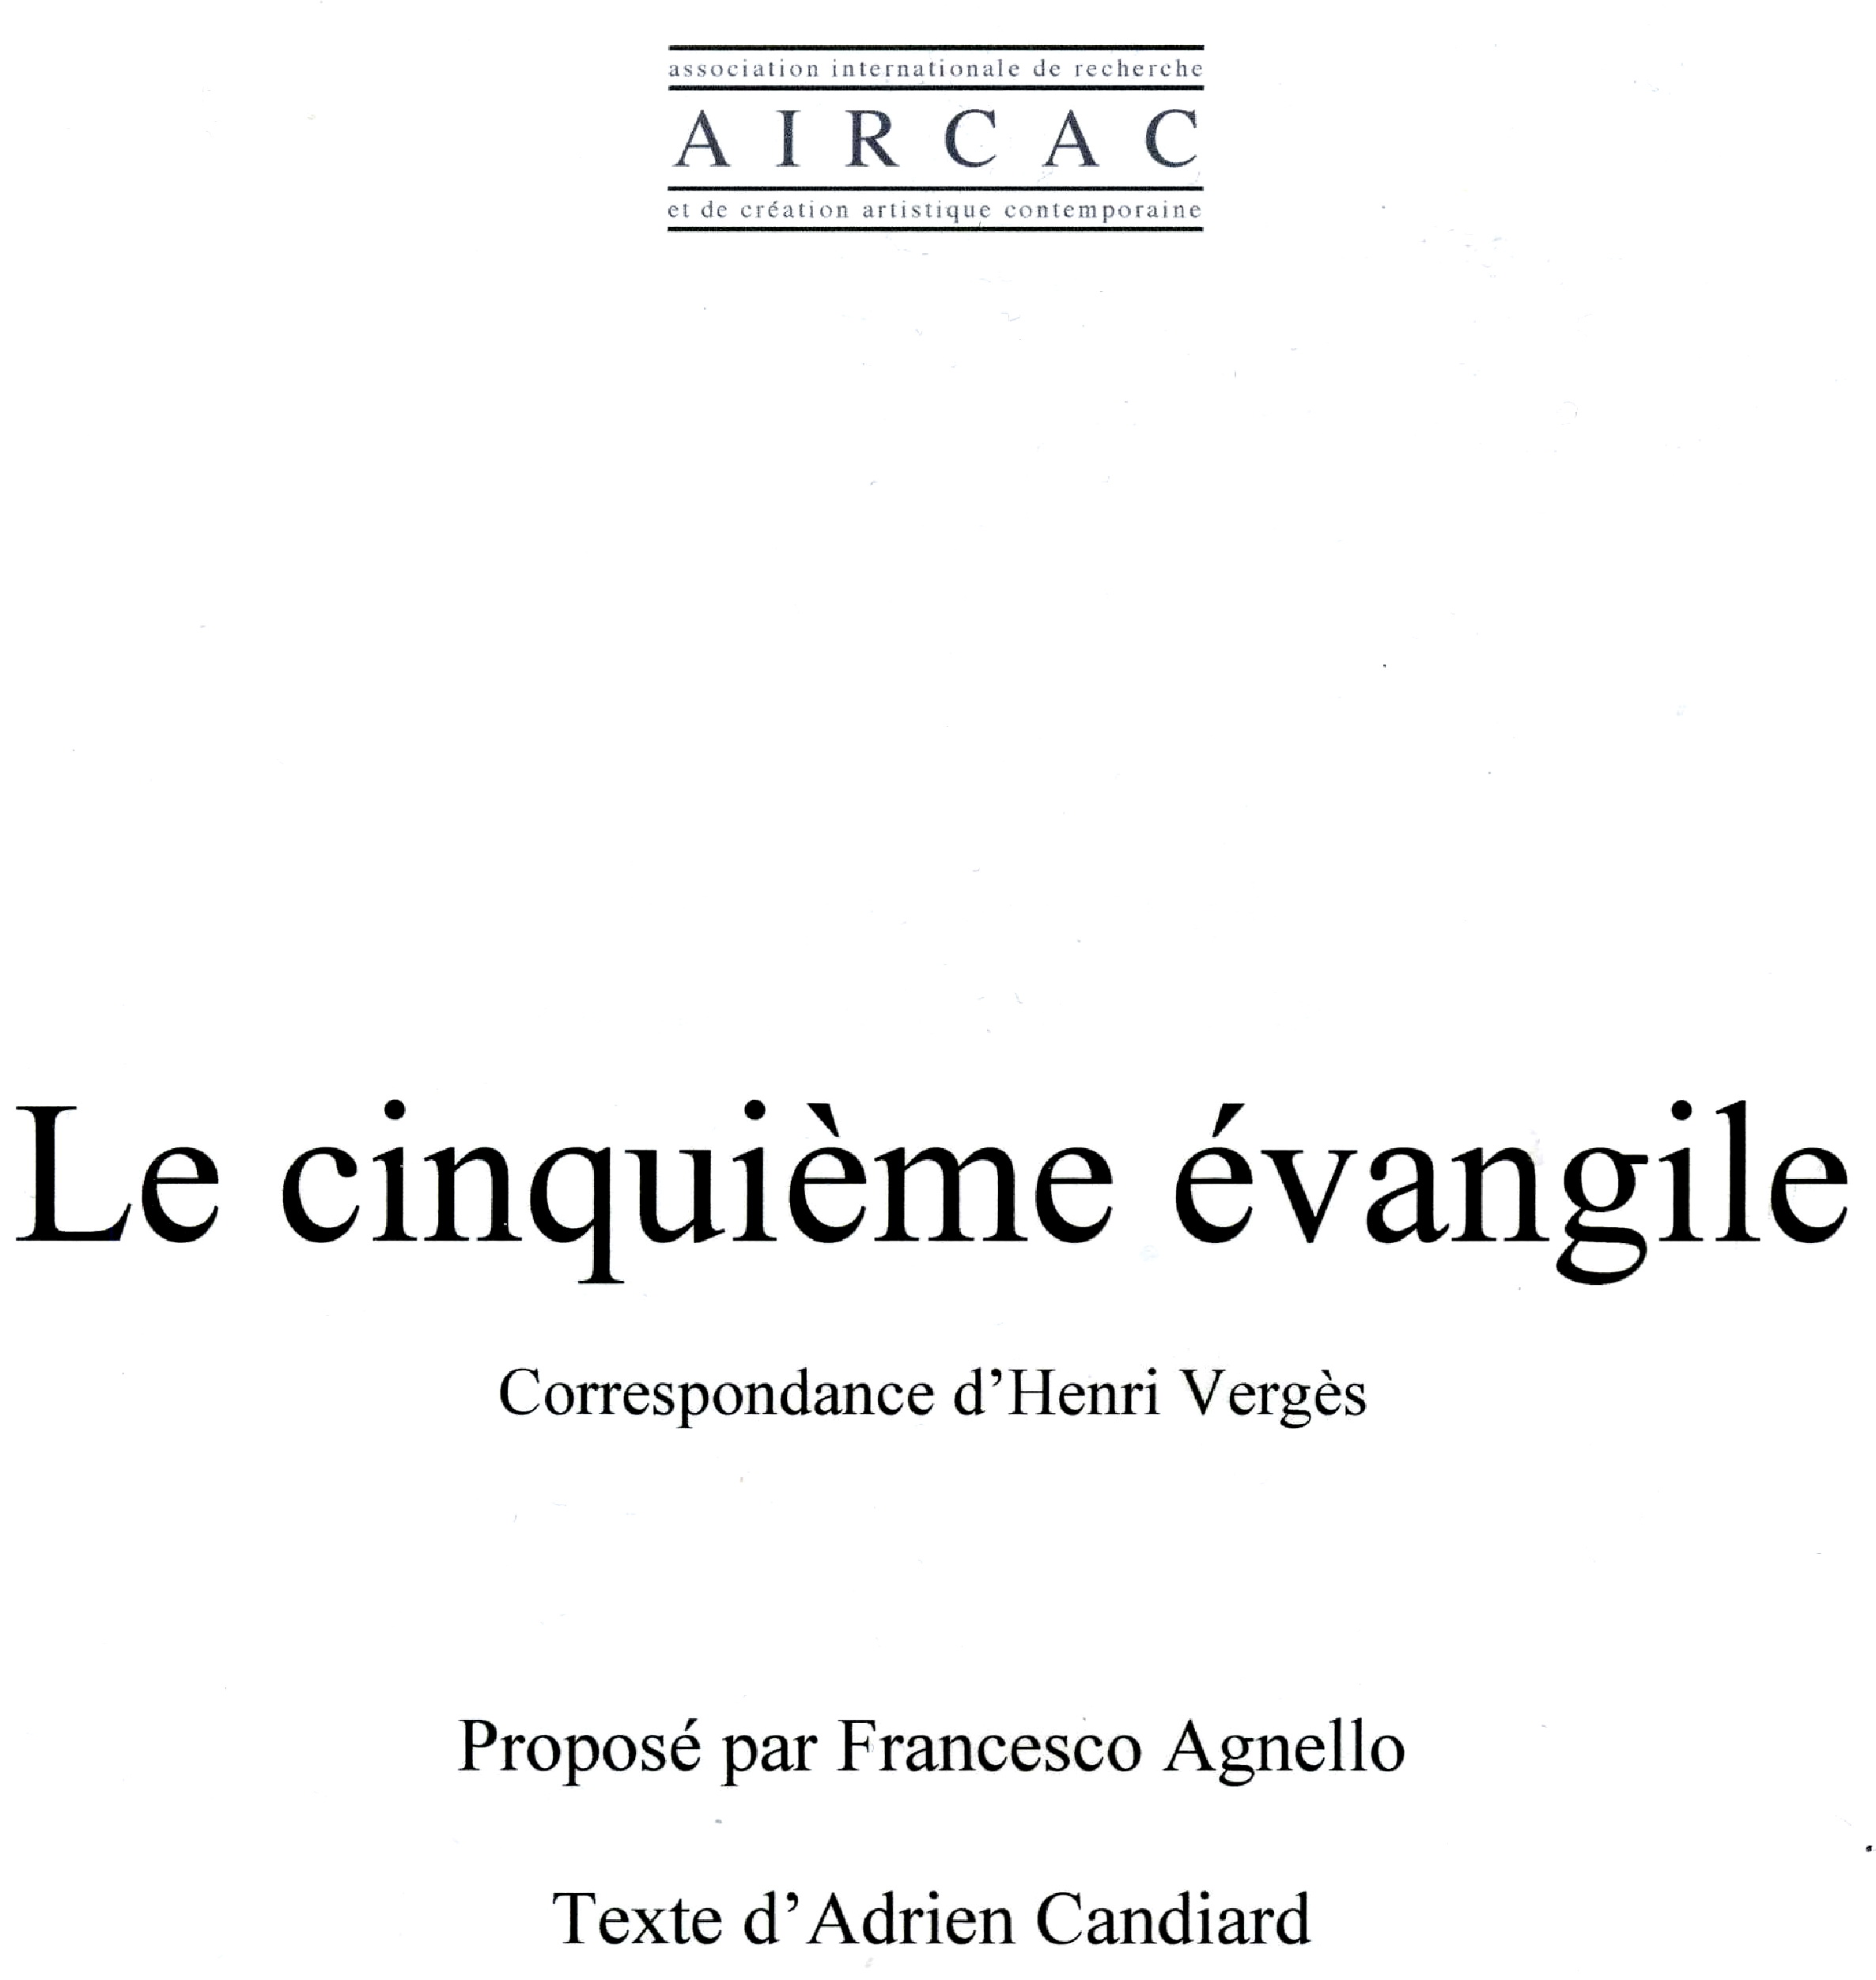 association internationale de recherche
AIRCAC
et de création artistique contemporaine
Le cinquième évangile
Correspondance d'Henri Vergès
Proposé par Francesco Agnello
Texte d'Adrien Candiard